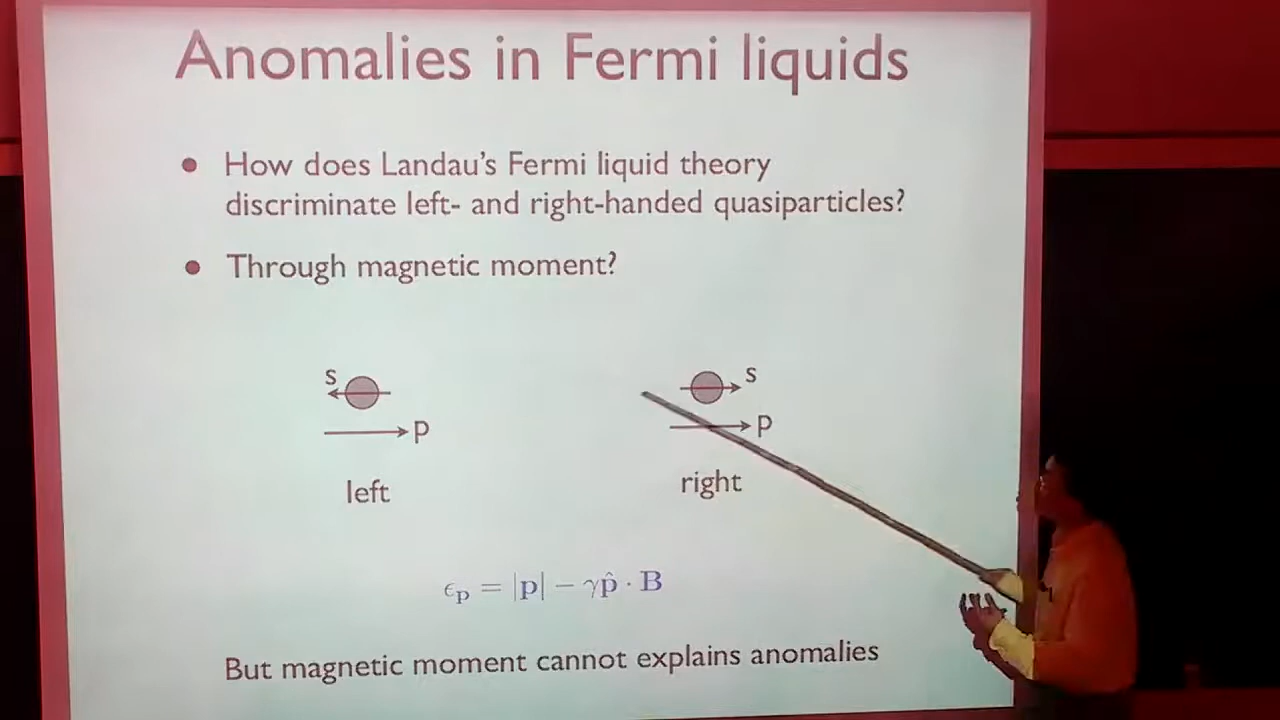 Anomalies in Fermi liquids
• How does Landau's Fermi liquid theory
discriminate left- and right-handed quasiparticles?
• Through magnetic moment?
s
p
left
s
p
right
ϵ_p = |p| − γp̂ · B
But magnetic moment cannot explains anomalies